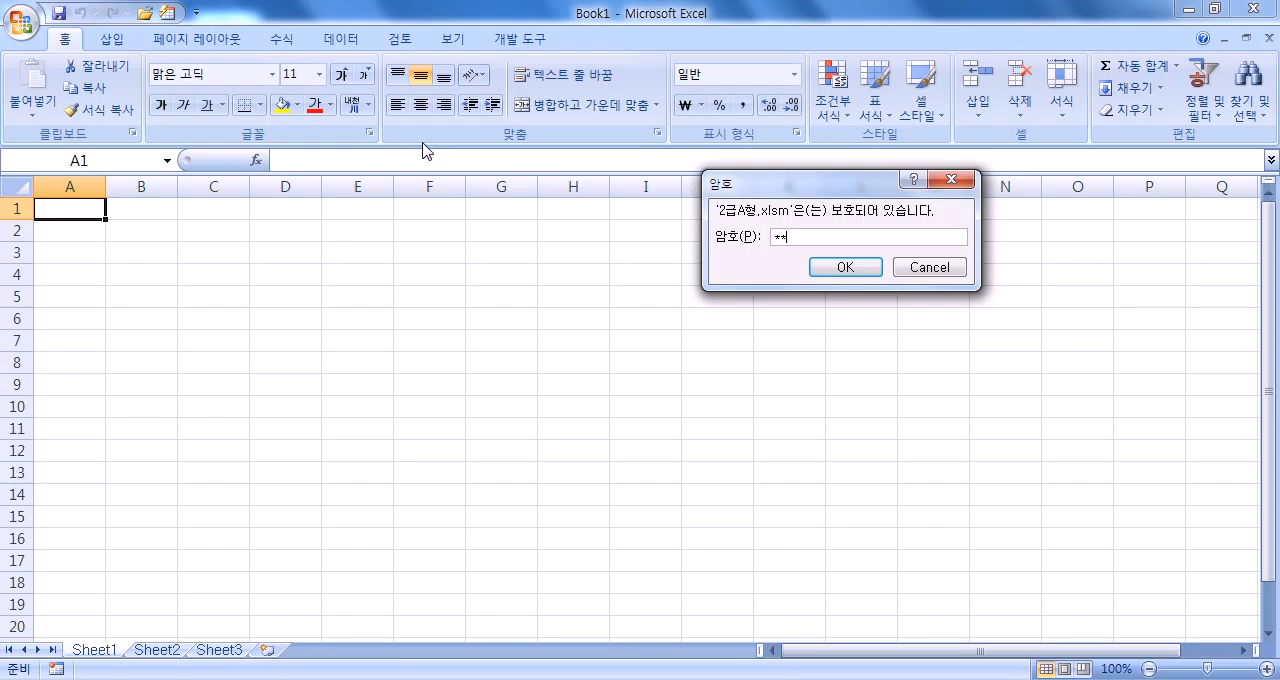 Book1 - Microsoft Excel
홈 삽입 페이지 레이아웃 수식 데이터 검토 보기 개발 도구
잘라내기
복사
서식 복사
붙여넣기
클립보드
맑은 고딕 11 가 가
가 가 가 가 내천
글꼴
텍스트 줄 바꿈
병합하고 가운데 맞춤
맞춤
일반
₩ % ,
표시 형식
조건부 서식
표 서식
셀 스타일
스타일
삽입 삭제 서식
셀
Σ 자동 합계
채우기
지우기
정렬 및 필터
찾기 및 선택
편집
A1 fx
A B C D E F G H I N O P Q
1
2
3
4
5
6
7
8
9
10
11
12
13
14
15
16
17
18
19
20
암호
'2급A형.xlsm'은(는) 보호되어 있습니다.
암호(P): **
OK Cancel
Sheet1 Sheet2 Sheet3
준비 100%